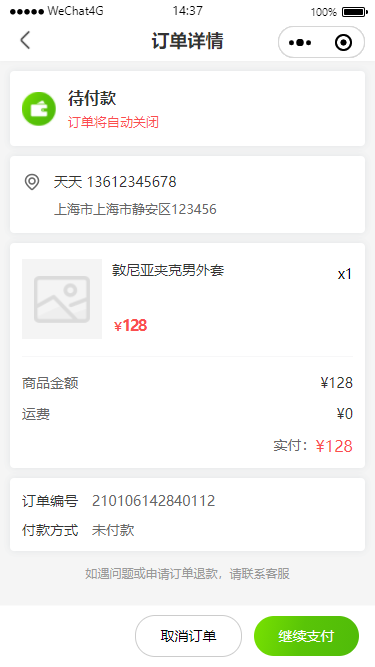 WeChat4G 14:37 100%
订单详情
待付款
订单将自动关闭
天天 13612345678
上海市上海市静安区123456
敦尼亚夹克男外套 x1
¥128
商品金额 ¥128
运费 ¥0
实付：¥128
订单编号 210106142840112
付款方式 未付款
如遇问题或申请订单退款，请联系客服
取消订单 继续支付